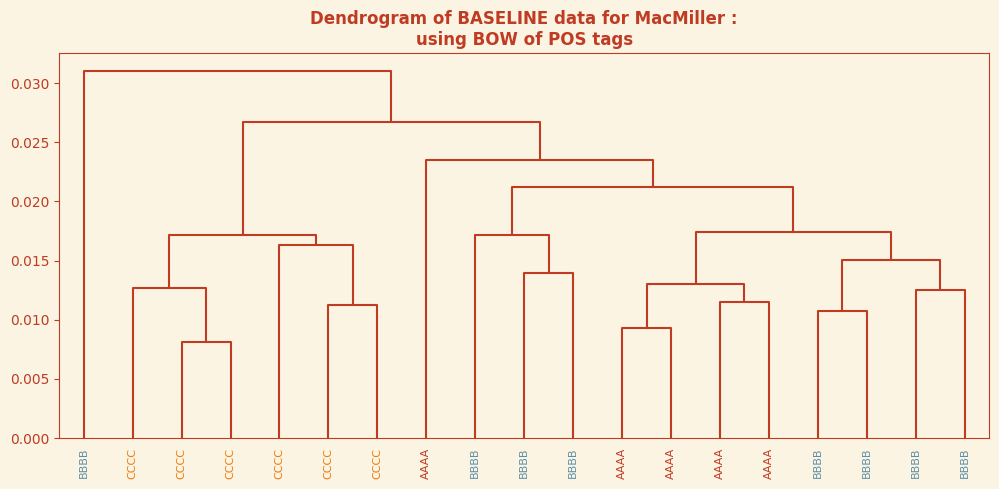 Dendrogram of BASELINE data for MacMiller :
using BOW of POS tags
0.030
0.025
0.020
0.015
0.010
0.005
0.000
BBBB CCCC CCCC CCCC CCCC CCCC CCCC AAAA BBBB BBBB BBBB AAAA AAAA AAAA AAAA BBBB BBBB BBBB BBBB